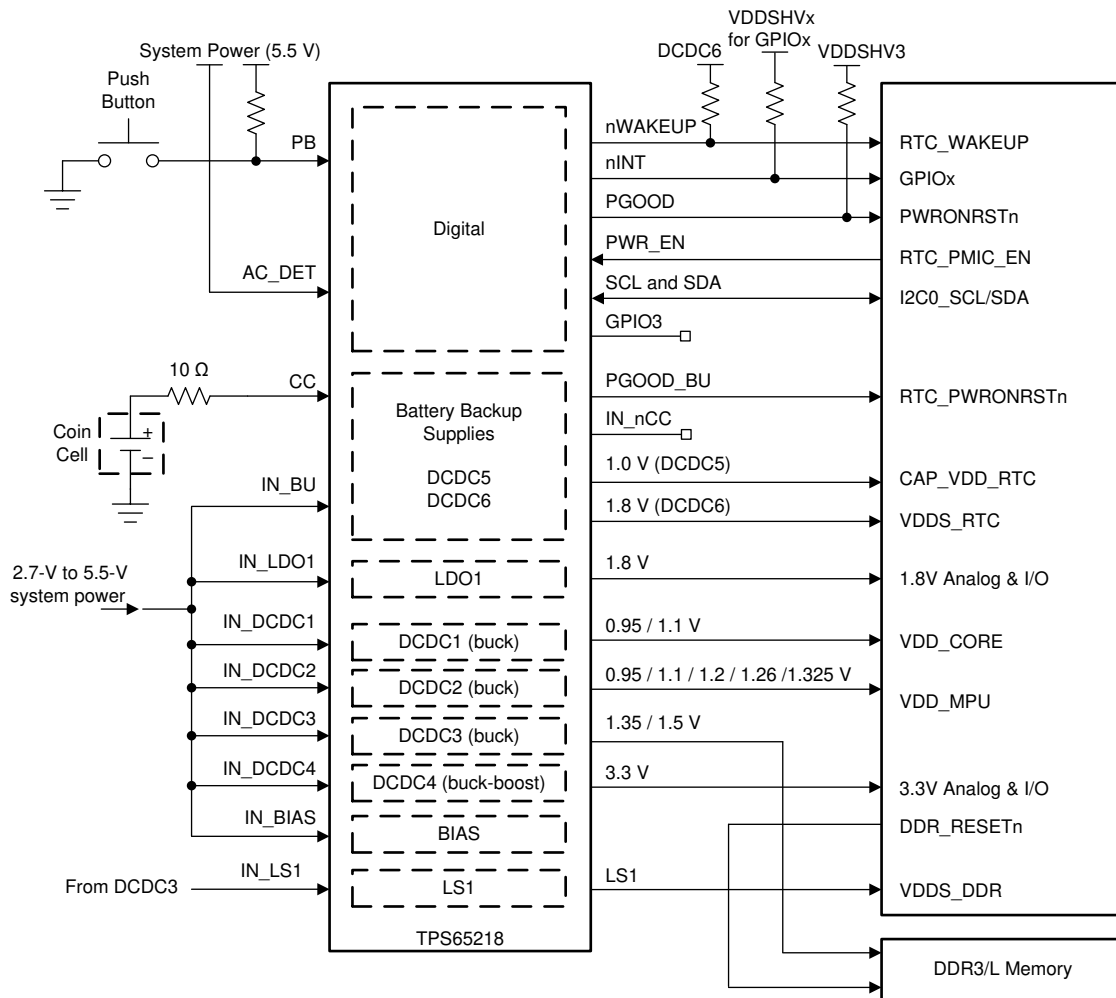 System Power (5.5 V)
Push
Button
PB
AC_DET
10 Ω
CC
Coin
Cell
+
–
IN_BU
2.7-V to 5.5-V
system power
IN_LDO1
IN_DCDC1
IN_DCDC2
IN_DCDC3
IN_DCDC4
IN_BIAS
From DCDC3
IN_LS1
Digital
Battery Backup
Supplies
DCDC5
DCDC6
LDO1
DCDC1 (buck)
DCDC2 (buck)
DCDC3 (buck)
DCDC4 (buck-boost)
BIAS
LS1
TPS65218
DCDC6
VDDSHVx
for GPIOx
VDDSHV3
nWAKEUP
nINT
PGOOD
PWR_EN
SCL and SDA
GPIO3
PGOOD_BU
IN_nCC
1.0 V (DCDC5)
1.8 V (DCDC6)
1.8 V
0.95 / 1.1 V
0.95 / 1.1 / 1.2 / 1.26 /1.325 V
1.35 / 1.5 V
3.3 V
LS1
RTC_WAKEUP
GPIOx
PWRONRSTn
RTC_PMIC_EN
I2C0_SCL/SDA
RTC_PWRONRSTn
CAP_VDD_RTC
VDDS_RTC
1.8V Analog & I/O
VDD_CORE
VDD_MPU
3.3V Analog & I/O
DDR_RESETn
VDDS_DDR
DDR3/L Memory